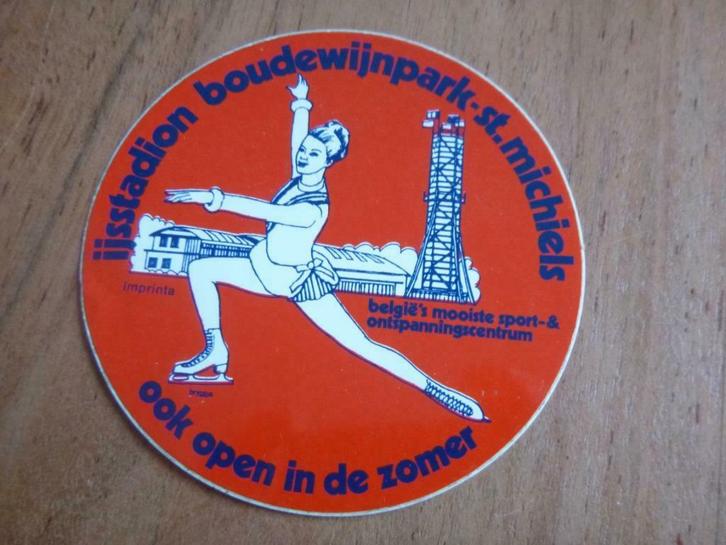 ijsstadion boudewijnpark-st.michiels
imprinta
belgië's mooiste sport-&
ontspanningscentrum
ook open in de zomer